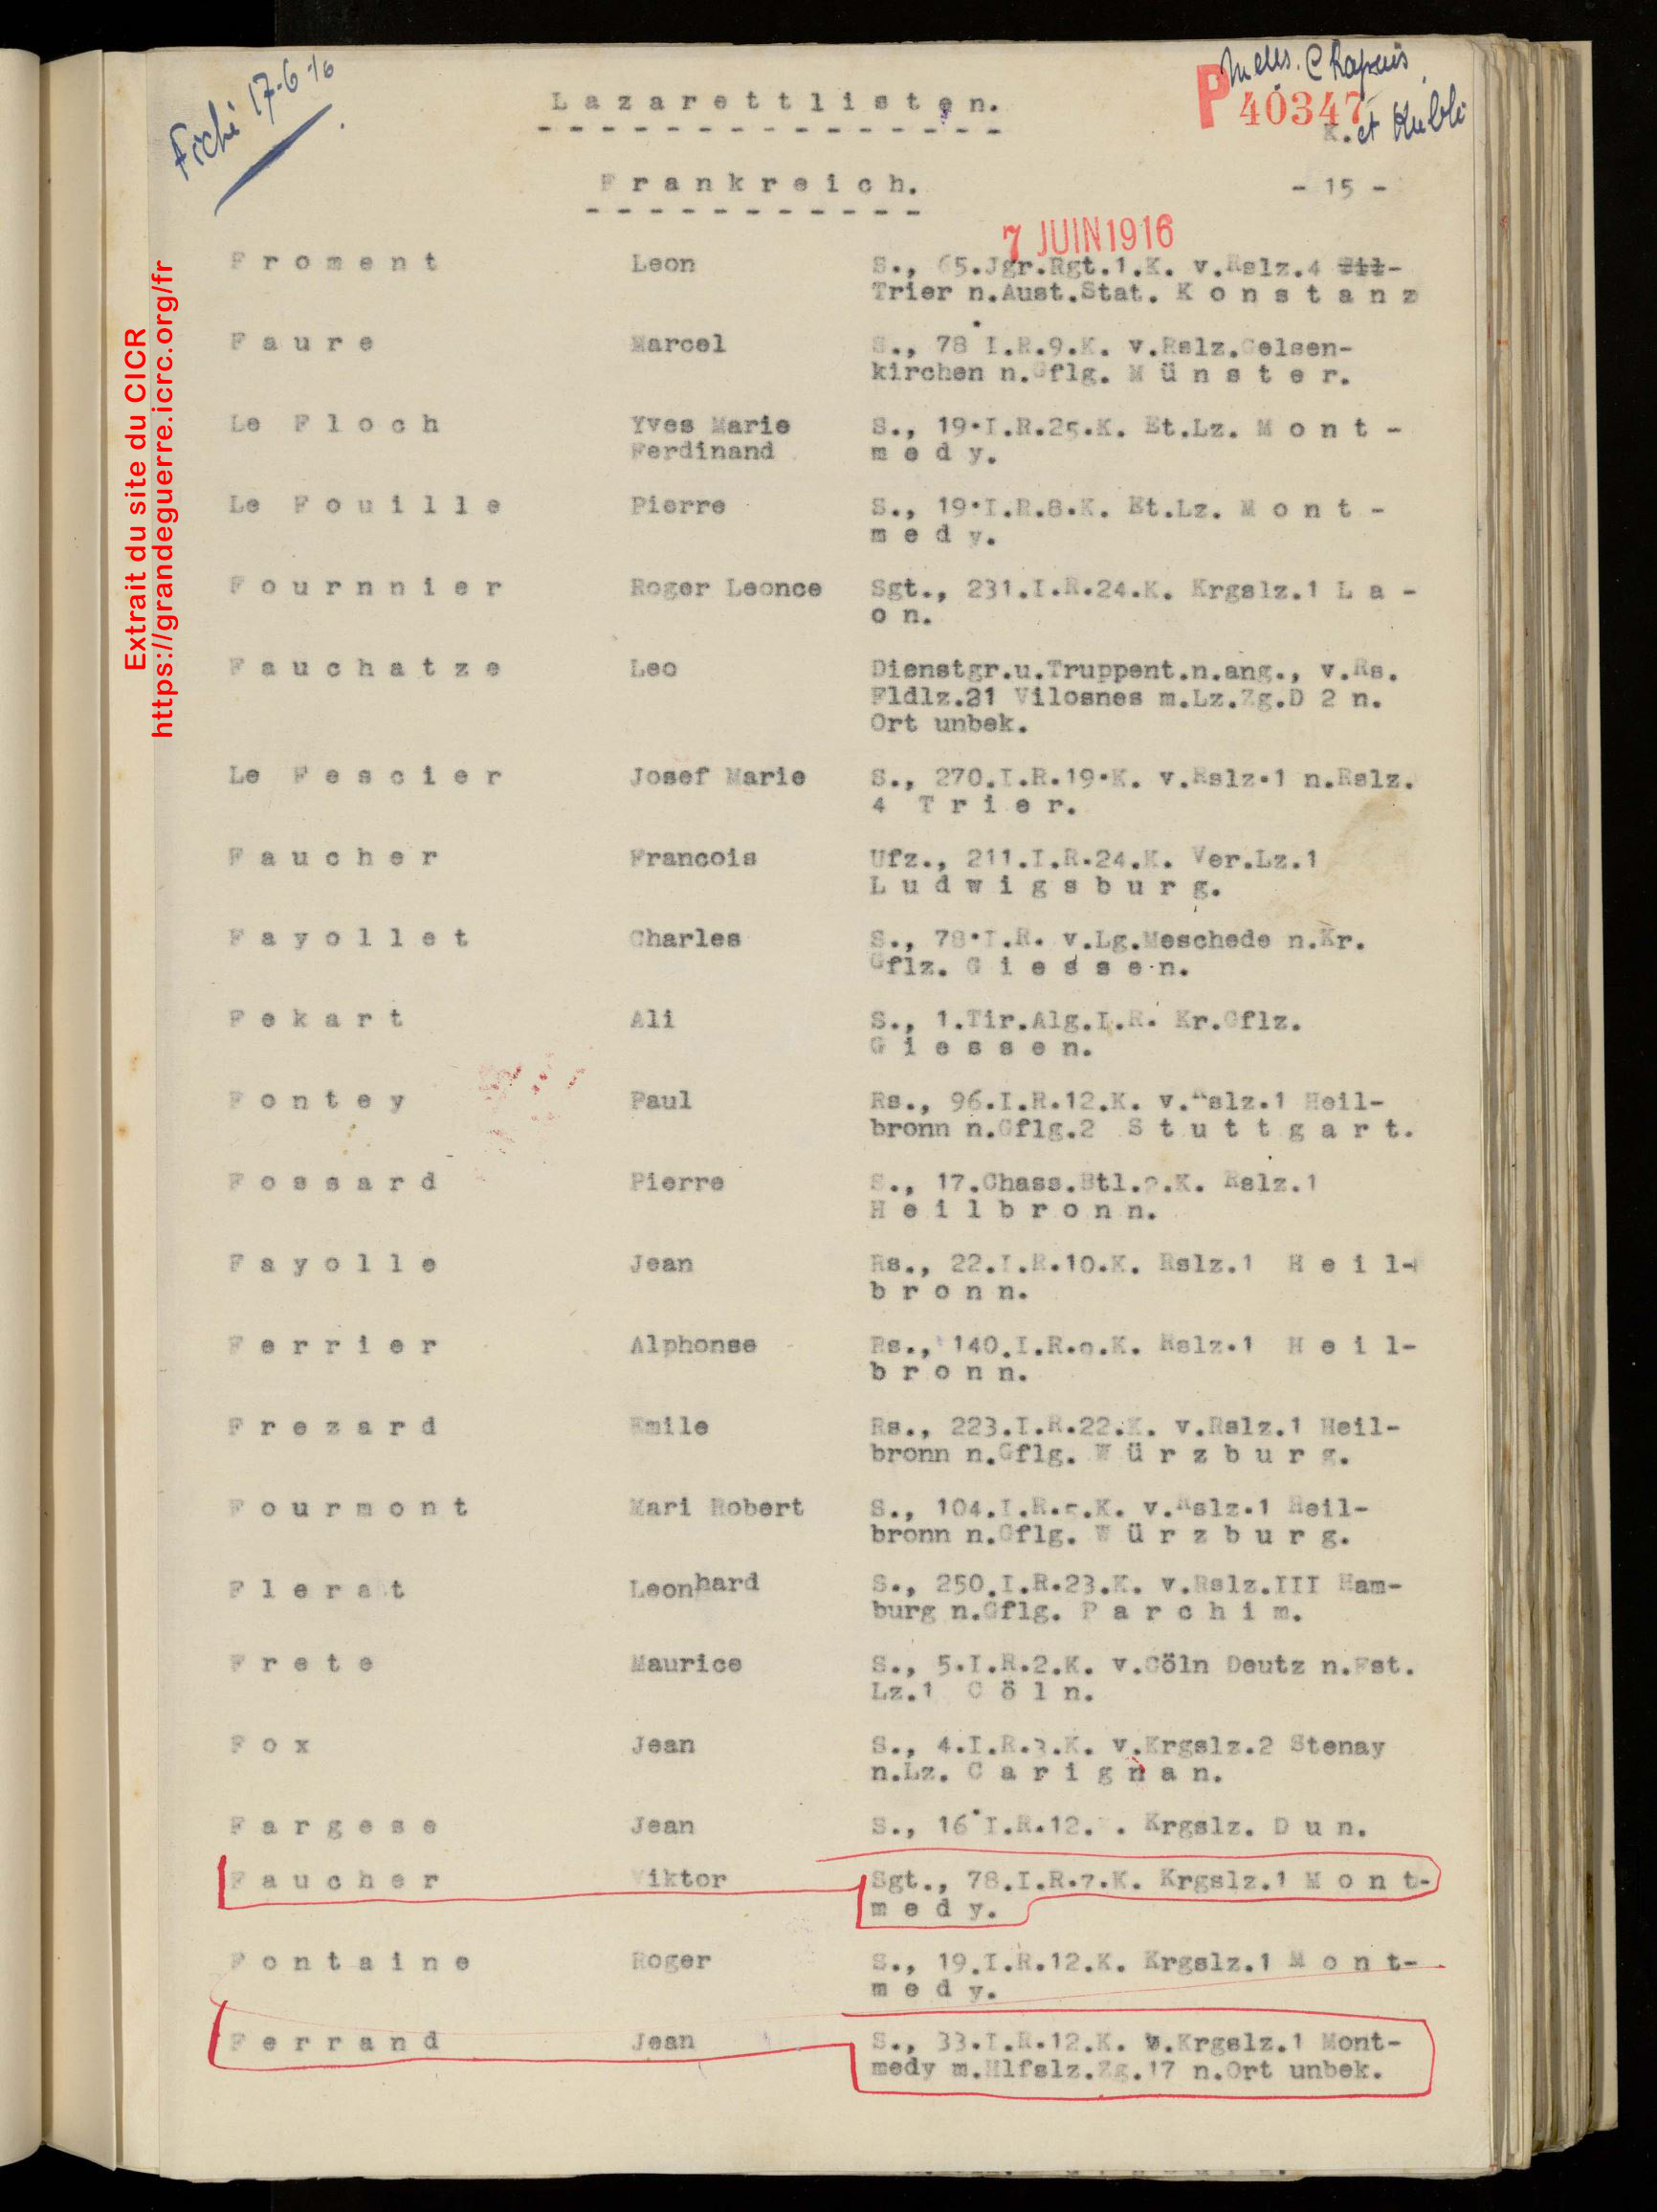 Fiché 17-6-16
Lazarettlisten.
Melles. Chapuis
P 40347
K. et Kubli
Frankreich.
- 15 -
7 JUIN 1916
Extrait du site du CICR
https://grandeguerre.icrc.org/fr
Froment Leon S., 65.Jgr.Rgt.1.K. v.Rslz.4
Trier n.Aust.Stat. Konstanz
Faure Marcel S., 78 I.R.9.K. v.Rslz.Gelsen-
kirchen n.Gflg. Münster.
Le Floch Yves Marie S., 19.I.R.25.K. Et.Lz. Mont-
Ferdinand medy.
Le Fouille Pierre S., 19.I.R.8.K. Et.Lz. Mont-
medy.
Fournnier Roger Leonce Sgt., 231.I.R.24.K. Krgslz.1 La-
on.
Fauchatze Leo Dienstgr.u.Truppent.n.ang., v.Rs.
Fldlz.21 Vilosnes m.Lz.Zg.D 2 n.
Ort unbek.
Le Fescier Josef Marie S., 270.I.R.19.K. v.Rslz.1 n.Rslz.
4 Trier.
Faucher Francois Ufz., 211.I.R.24.K. Ver.Lz.1
Ludwigsburg.
Fayollet Charles S., 78.I.R. v.Lg.Meschede n.Kr.
Gflz. Giessen.
Fekart Ali S., 1.Tir.Alg.I.R. Kr.Gflz.
Giessen.
Fontey Paul Rs., 96.I.R.12.K. v.Rslz.1 Heil-
bronn n.Gflg.2 Stuttgart.
Fossard Pierre S., 17.Chass.Btl.2.K. Rslz.1
Heilbronn.
Fayolle Jean Rs., 22.I.R.10.K. Rslz.1 Heil-
bronn.
Ferrier Alphonse Rs., 140.I.R. Rslz.1 Heil-
bronn.
Frezard Emile Rs., 223.I.R.22.K. v.Rslz.1 Heil-
bronn n.Gflg. Würzburg.
Fourmont Mari Robert S., 104.I.R.5.K. v.Rslz.1 Heil-
bronn n.Gflg. Würzburg.
Flerat Leonhard S., 250.I.R.23.K. v.Rslz.III Ham-
burg n.Gflg. Parchim.
Frete Maurice S., 5.I.R.2.K. v.Cöln Deutz n.Fst.
Lz.1 Cöln.
Fox Jean S., 4.I.R.3.K. v.Krgslz.2 Stenay
n.Lz. Carignan.
Fargese Jean S., 16 I.R.12. . Krgslz. Dun.
Faucher Viktor Sgt., 78.I.R.7.K. Krgslz.1 Mont-
medy.
Fontaine Roger S., 19.I.R.12.K. Krgslz.1 Mont-
medy.
Ferrand Jean S., 33.I.R.12.K. v.Krgslz.1 Mont-
medy m.Hlfslz.Zg.17 n.Ort unbek.